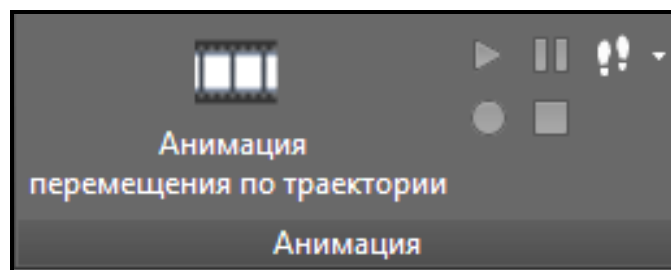 Анимация
перемещения по траектории
Анимация